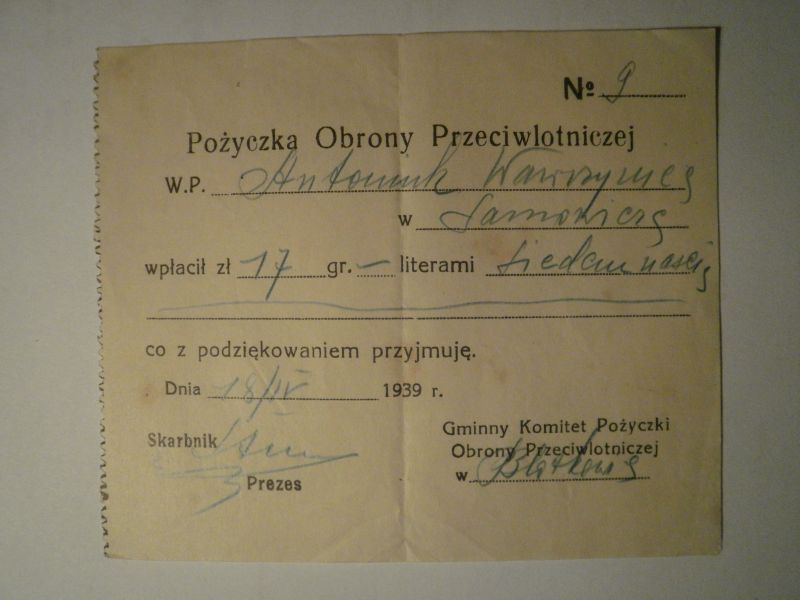 № 9
Pożyczka Obrony Przeciwlotniczej
W.P. Antoniuk Wawrzyniec
w
wpłacił zł 17 gr. — literami siedemnaście
co z podziękowaniem przyjmuję.
Dnia 18/IV 1939 r.
Skarbnik
Prezes
Gminny Komitet Pożyczki
Obrony Przeciwlotniczej
w